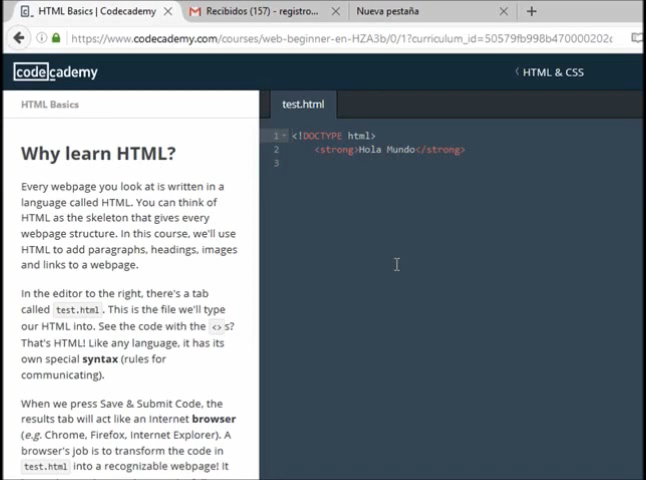 HTML Basics | Codecademy
Recibidos (157) - registro...
Nueva pestaña
https://www.codecademy.com/courses/web-beginner-en-HZA3b/0/1?curriculum_id=50579fb998b470000202c
codecademy
HTML & CSS
HTML Basics
test.html
Why learn HTML?
Every webpage you look at is written in a
language called HTML. You can think of
HTML as the skeleton that gives every
webpage structure. In this course, we'll use
HTML to add paragraphs, headings, images
and links to a webpage.
In the editor to the right, there's a tab
called test.html. This is the file we'll type
our HTML into. See the code with the <> s?
That's HTML! Like any language, it has its
own special syntax (rules for
communicating).
When we press Save & Submit Code, the
results tab will act like an Internet browser
(e.g. Chrome, Firefox, Internet Explorer). A
browser's job is to transform the code in
test.html into a recognizable webpage! It
1 <!DOCTYPE html>
2 <strong>Hola Mundo</strong>
3